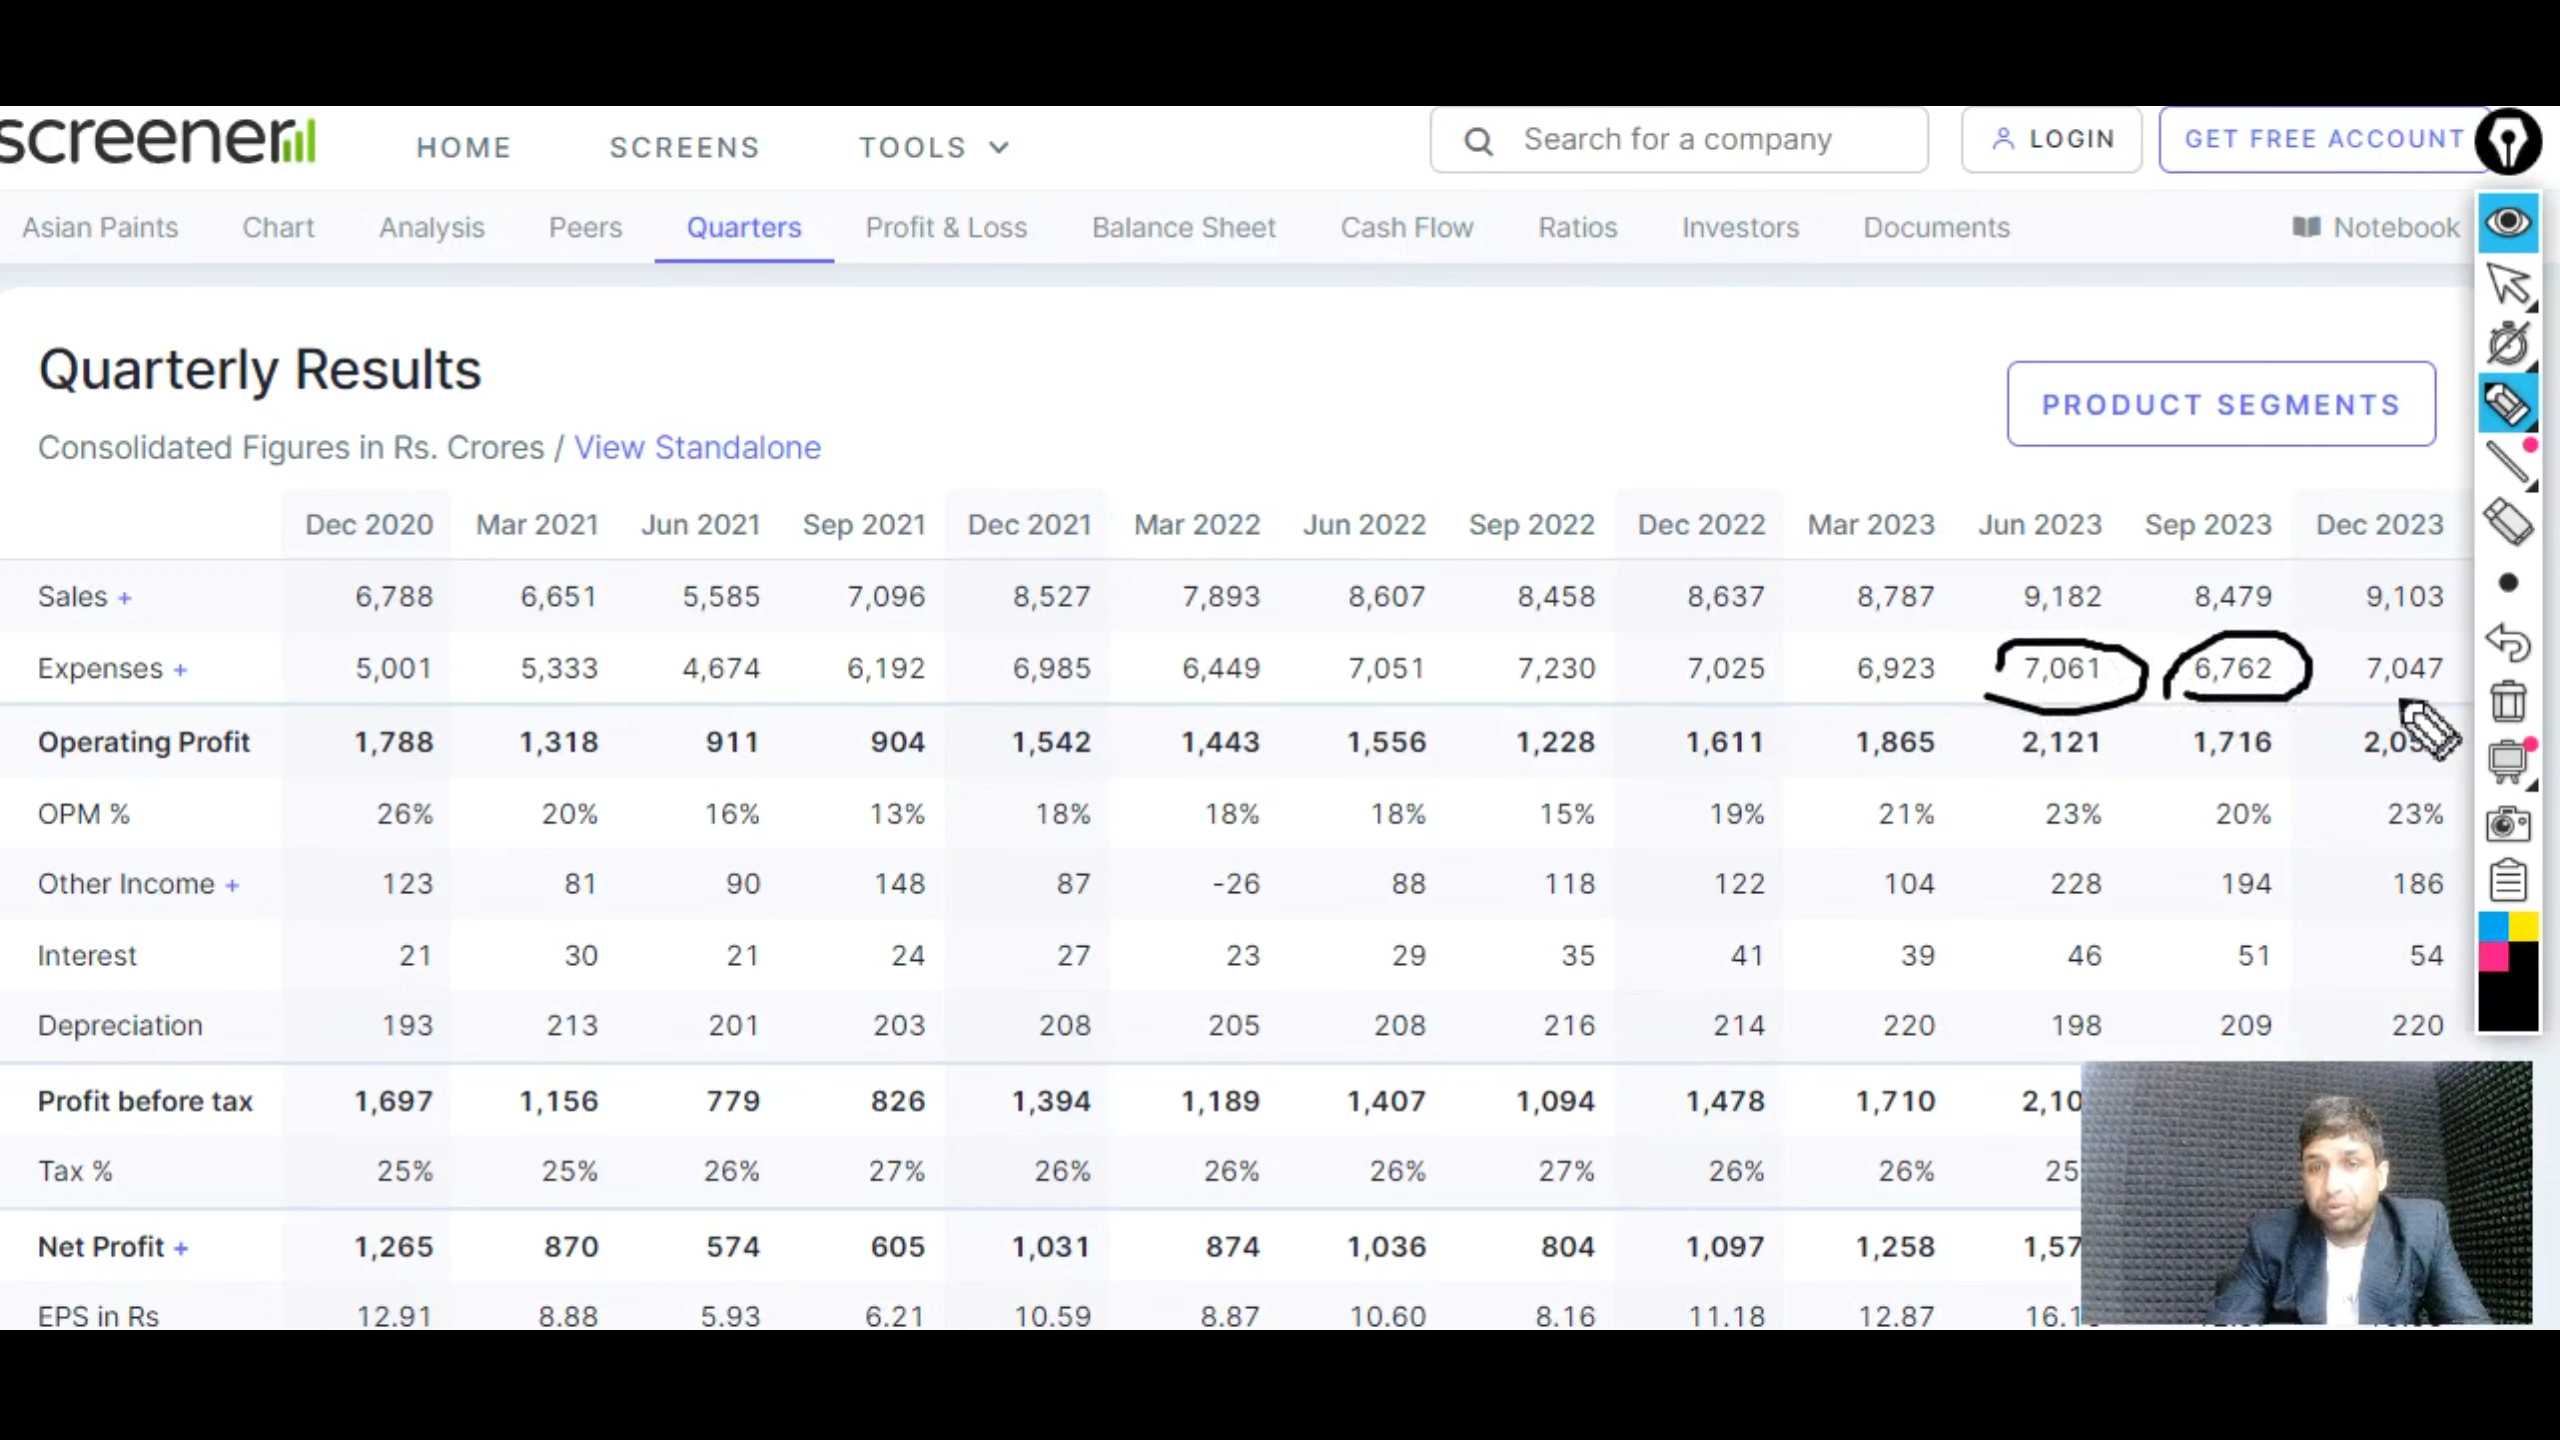 screener
HOME SCREENS TOOLS Search for a company LOGIN GET FREE ACCOUNT
Asian Paints Chart Analysis Peers Quarters Profit & Loss Balance Sheet Cash Flow Ratios Investors Documents Notebook
Quarterly Results
PRODUCT SEGMENTS
Consolidated Figures in Rs. Crores / View Standalone
Dec 2020 Mar 2021 Jun 2021 Sep 2021 Dec 2021 Mar 2022 Jun 2022 Sep 2022 Dec 2022 Mar 2023 Jun 2023 Sep 2023 Dec 2023
Sales + 6,788 6,651 5,585 7,096 8,527 7,893 8,607 8,458 8,637 8,787 9,182 8,479 9,103
Expenses + 5,001 5,333 4,674 6,192 6,985 6,449 7,051 7,230 7,025 6,923 7,061 6,762 7,047
Operating Profit 1,788 1,318 911 904 1,542 1,443 1,556 1,228 1,611 1,865 2,121 1,716
OPM % 26% 20% 16% 13% 18% 18% 18% 15% 19% 21% 23% 20% 23%
Other Income + 123 81 90 148 87 -26 88 118 122 104 228 194 186
Interest 21 30 21 24 27 23 29 35 41 39 46 51 54
Depreciation 193 213 201 203 208 205 208 216 214 220 198 209 220
Profit before tax 1,697 1,156 779 826 1,394 1,189 1,407 1,094 1,478 1,710
Tax % 25% 25% 26% 27% 26% 26% 26% 27% 26% 26% 25
Net Profit + 1,265 870 574 605 1,031 874 1,036 804 1,097 1,258
EPS in Rs 12.91 8.88 5.93 6.21 10.59 8.87 10.60 8.16 11.18 12.87